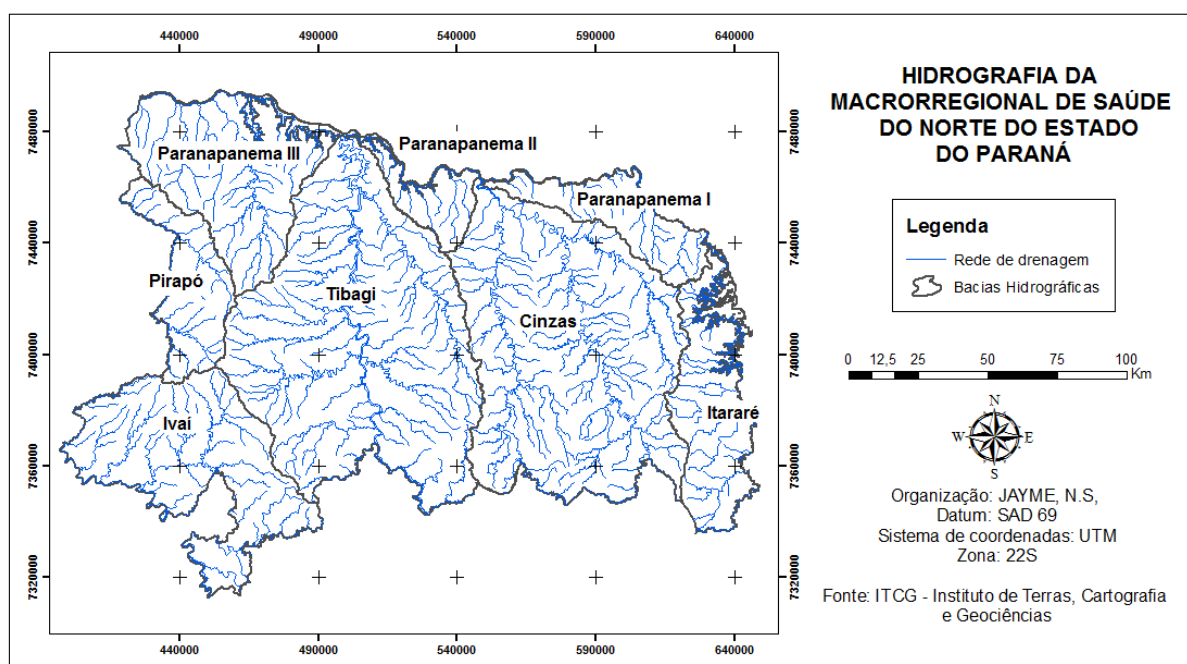 440000 490000 540000 590000 640000
HIDROGRAFIA DA
MACRORREGIONAL DE SAÚDE
DO NORTE DO ESTADO
DO PARANÁ
7480000
7480000
Paranapanema II
Paranapanema III
Paranapanema I
Legenda
Rede de drenagem
Bacias Hidrográficas
7440000
7440000
Pirapó
Tibagi
Cinzas
7400000
7400000
0 12,5 25 50 75 100
Km
Ivaí
Itararé
N
W E
S
7360000
7360000
Organização: JAYME, N.S,
Datum: SAD 69
Sistema de coordenadas: UTM
Zona: 22S
7320000
7320000
Fonte: ITCG - Instituto de Terras, Cartografia
e Geociências
440000 490000 540000 590000 640000